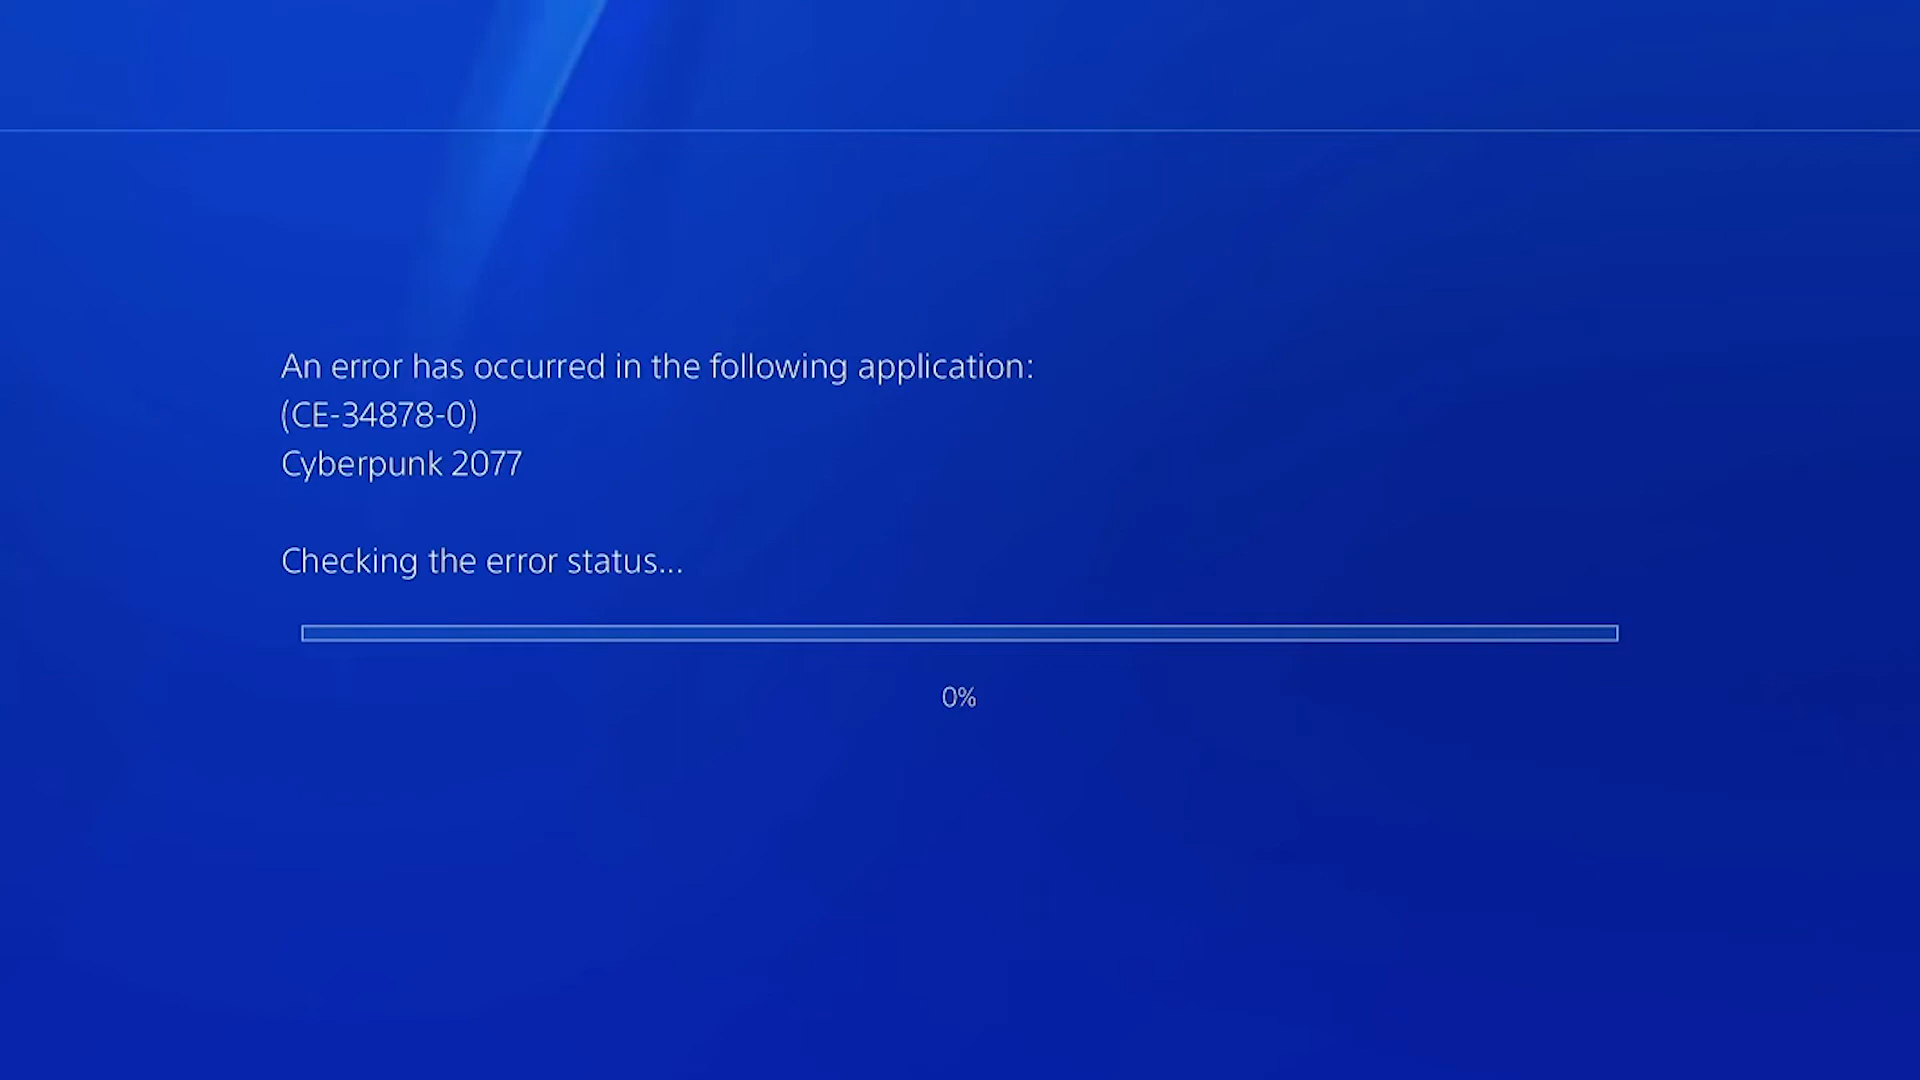 An error has occurred in the following application:
(CE-34878-0)
Cyberpunk 2077
Checking the error status...
0%